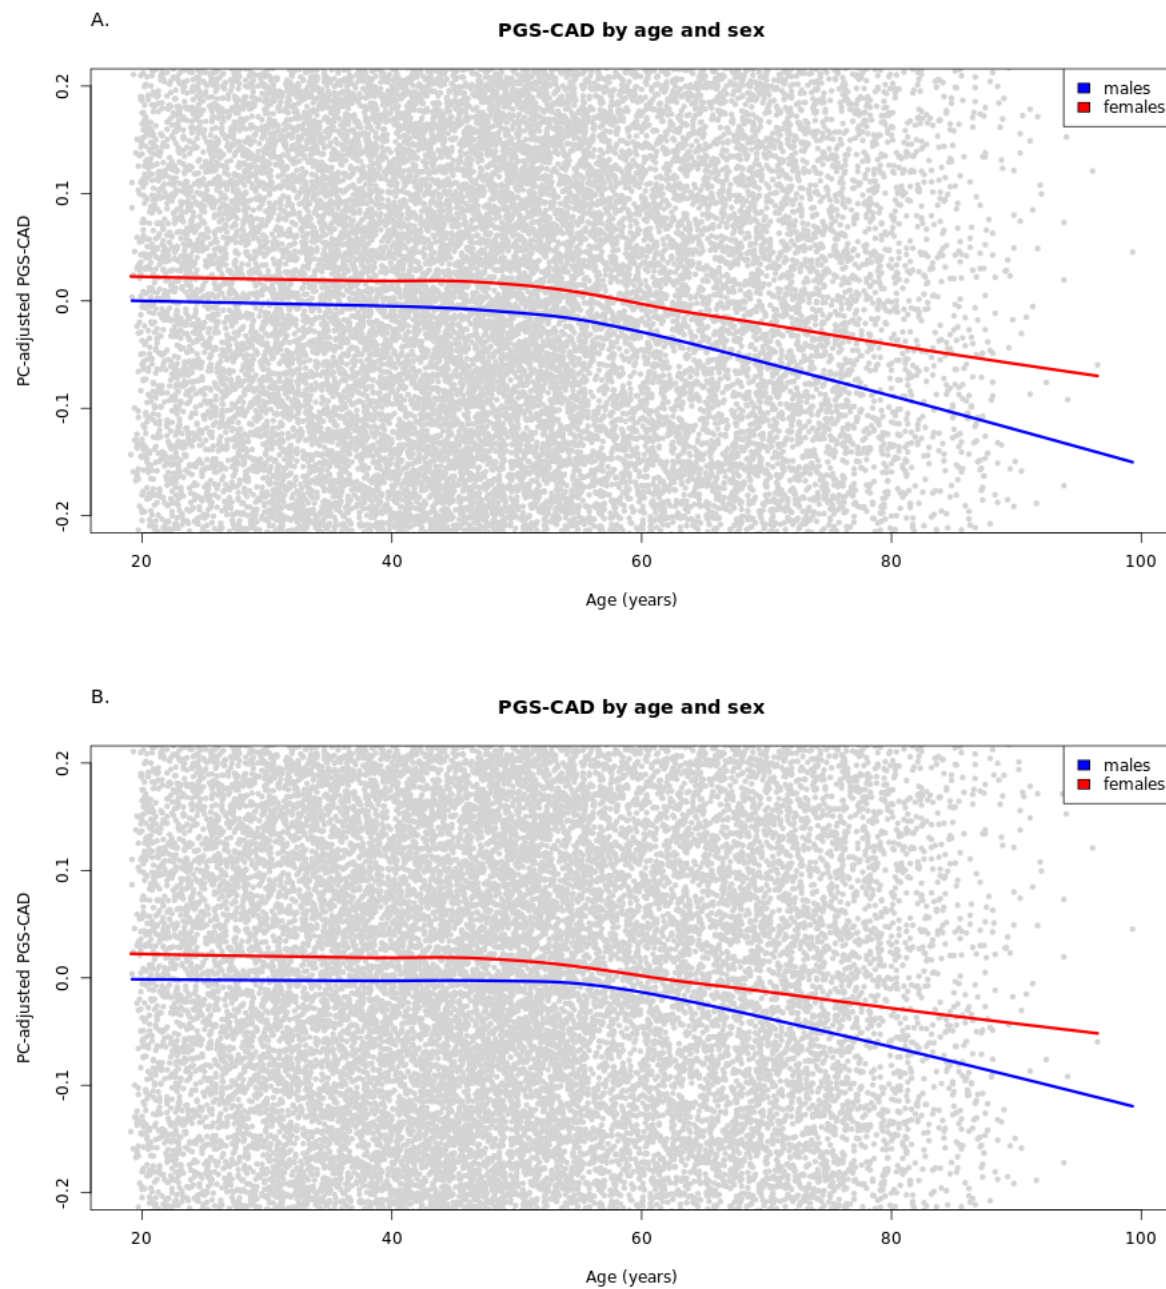 A.
PGS-CAD by age and sex
males
females
0.2
0.1
0.0
-0.1
-0.2
PC-adjusted PGS-CAD
20 40 60 80 100
Age (years)
B.
PGS-CAD by age and sex
males
females
0.2
0.1
0.0
-0.1
-0.2
PC-adjusted PGS-CAD
20 40 60 80 100
Age (years)